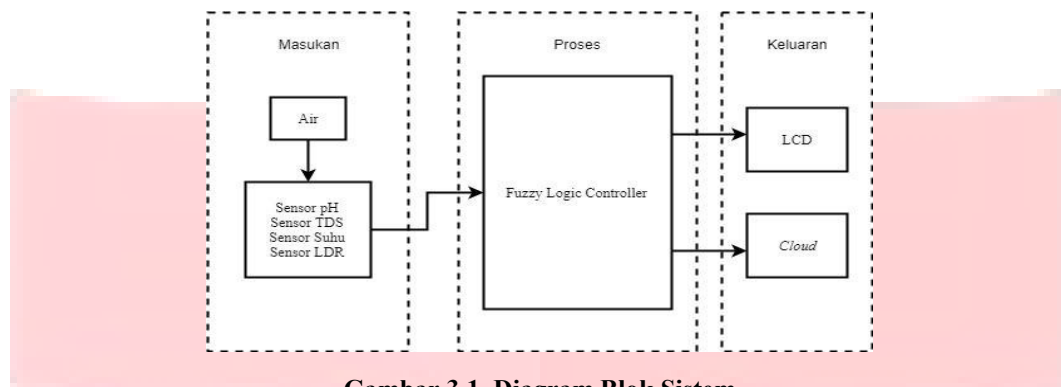 Masukan
Proses
Keluaran
Air
Sensor pH
Sensor TDS
Sensor Suhu
Sensor LDR
Fuzzy Logic Controller
LCD
Cloud
Gambar 3.1. Diagram Blok Sistem